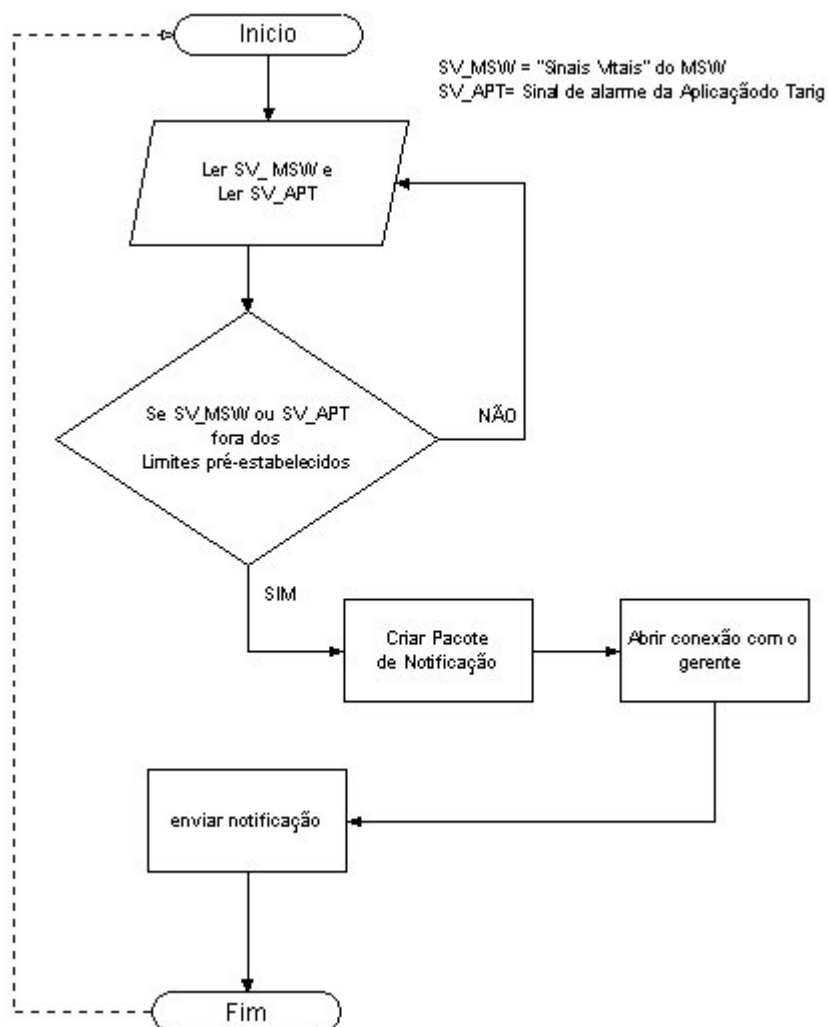 Inicio
SV_MSW = "Sinais Vitais" do MSW
SV_APT= Sinal de alarme da Aplicaçãodo Tarig
Ler SV_ MSW e
Ler SV_APT
Se SV_MSW ou SV_APT
fora dos
Limites pré-estabelecidos
NÃO
SIM
Criar Pacote
de Notificação
Abrir conexão com o
gerente
enviar notificação
Fim